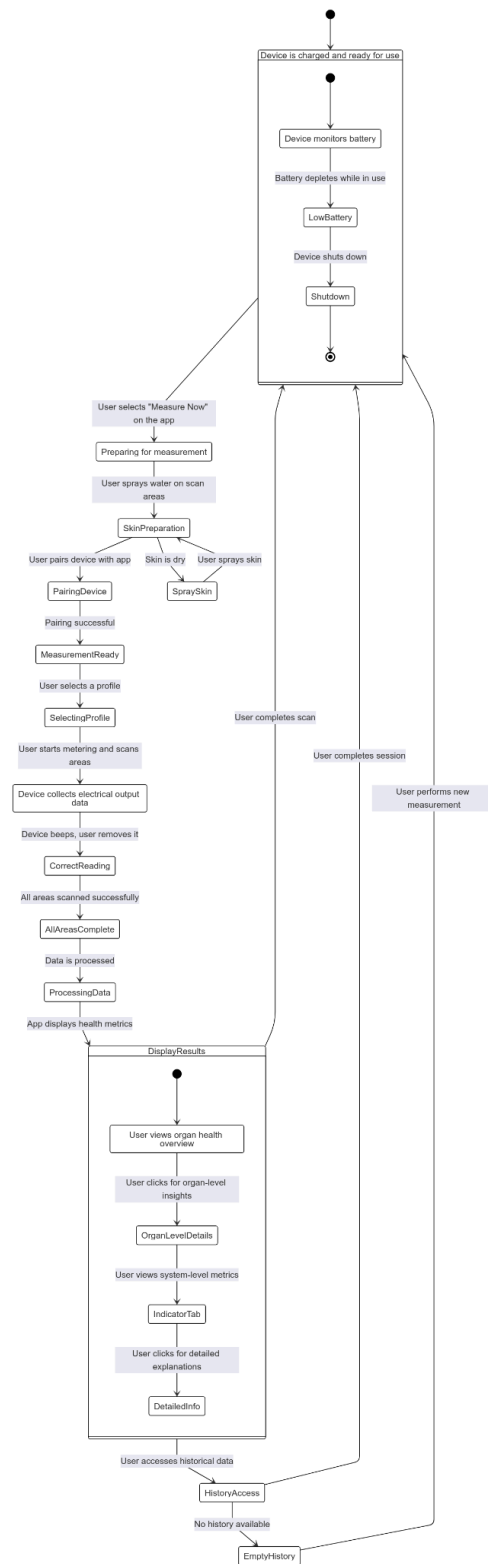 Device is charged and ready for use
Device monitors battery
Battery depletes while in use
LowBattery
Device shuts down
Shutdown
User selects "Measure Now"
on the app
Preparing for measurement
User sprays water on scan
areas
SkinPreparation
User pairs device with app
Skin is dry
User sprays skin
PairingDevice
SpraySkin
Pairing successful
MeasurementReady
User selects a profile
SelectingProfile
User completes scan
User starts metering and scans
areas
User completes session
Device collects electrical output
data
User performs new
measurement
Device beeps, user removes it
CorrectReading
All areas scanned successfully
AllAreasComplete
Data is processed
ProcessingData
App displays health metrics
DisplayResults
User views organ health
overview
User clicks for organ-level
insights
OrganLevelDetails
User views system-level metrics
IndicatorTab
User clicks for detailed
explanations
DetailedInfo
User accesses historical data
HistoryAccess
No history available
EmptyHistory